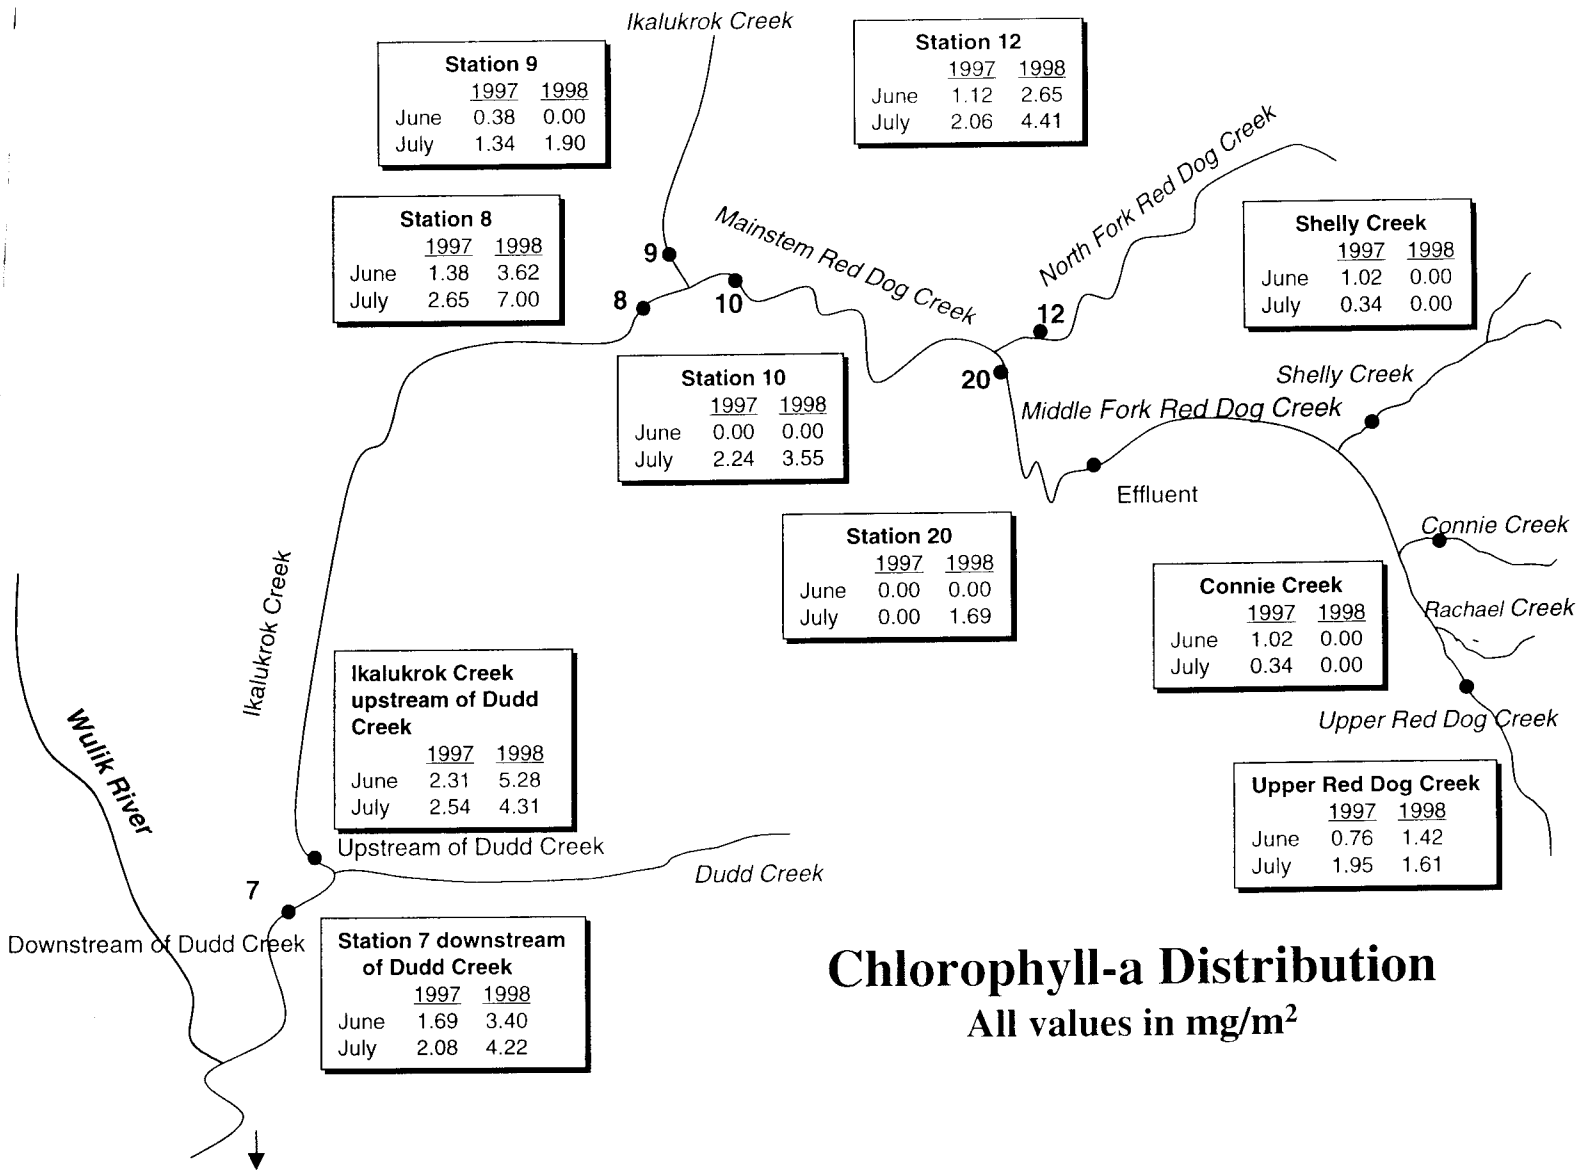 Ikalukrok Creek
Station 9
1997 1998
June 0.38 0.00
July 1.34 1.90
Station 12
1997 1998
June 1.12 2.65
July 2.06 4.41
Station 8
1997 1998
June 1.38 3.62
July 2.65 7.00
Mainstem Red Dog Creek
North Fork Red Dog Creek
Shelly Creek
1997 1998
June 1.02 0.00
July 0.34 0.00
9
8
10
12
20
Station 10
1997 1998
June 0.00 0.00
July 2.24 3.55
Shelly Creek
Middle Fork Red Dog Creek
Effluent
Station 20
1997 1998
June 0.00 0.00
July 0.00 1.69
Connie Creek
Connie Creek
1997 1998
June 1.02 0.00
July 0.34 0.00
Rachael Creek
Ikalukrok Creek
Ikalukrok Creek
upstream of Dudd
Creek
1997 1998
June 2.31 5.28
July 2.54 4.31
Wulik River
Upper Red Dog Creek
Upper Red Dog Creek
1997 1998
June 0.76 1.42
July 1.95 1.61
Upstream of Dudd Creek
Dudd Creek
7
Downstream of Dudd Creek
Station 7 downstream
of Dudd Creek
1997 1998
June 1.69 3.40
July 2.08 4.22
Chlorophyll-a Distribution
All values in mg/m²